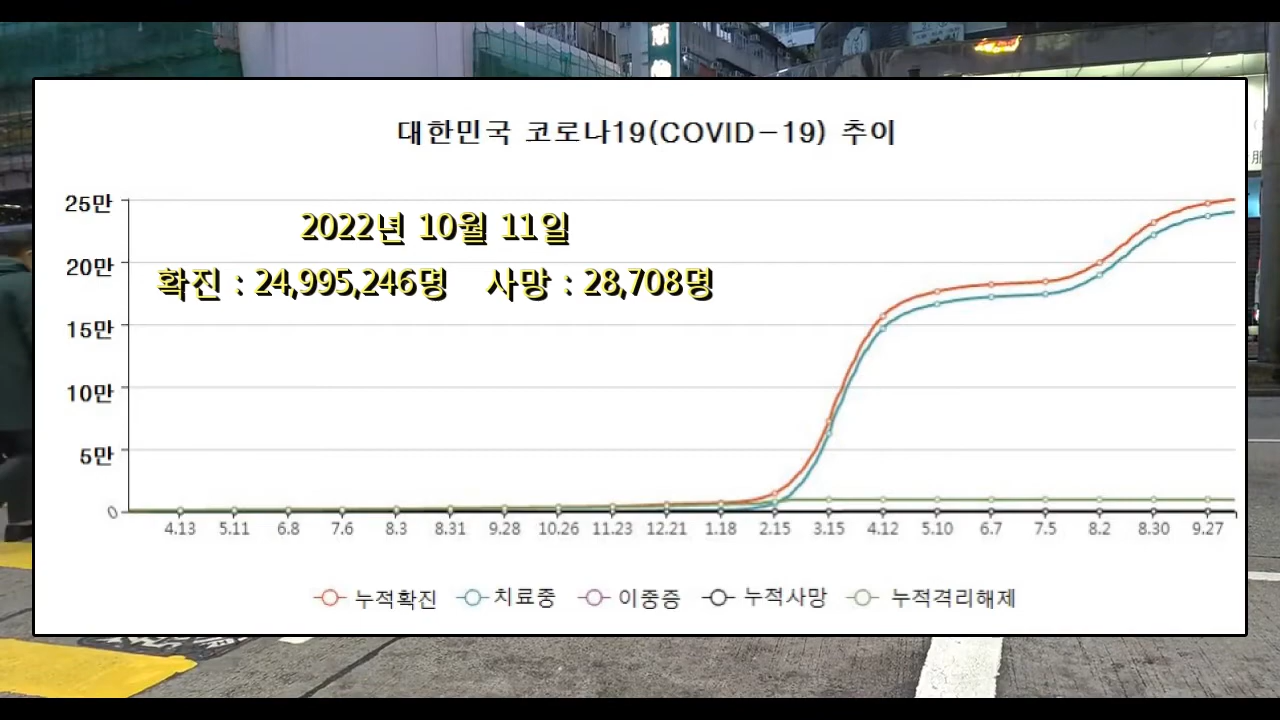 대한민국 코로나19(COVID-19) 추이
2022년 10월 11일
확진 : 24,995,246명 사망 : 28,708명
25만
20만
15만
10만
5만
0
4.13 5.11 6.8 7.6 8.3 8.31 9.28 10.26 11.23 12.21 1.18 2.15 3.15 4.12 5.10 6.7 7.5 8.2 8.30 9.27
누적확진 치료중 이중증 누적사망 누적격리해제